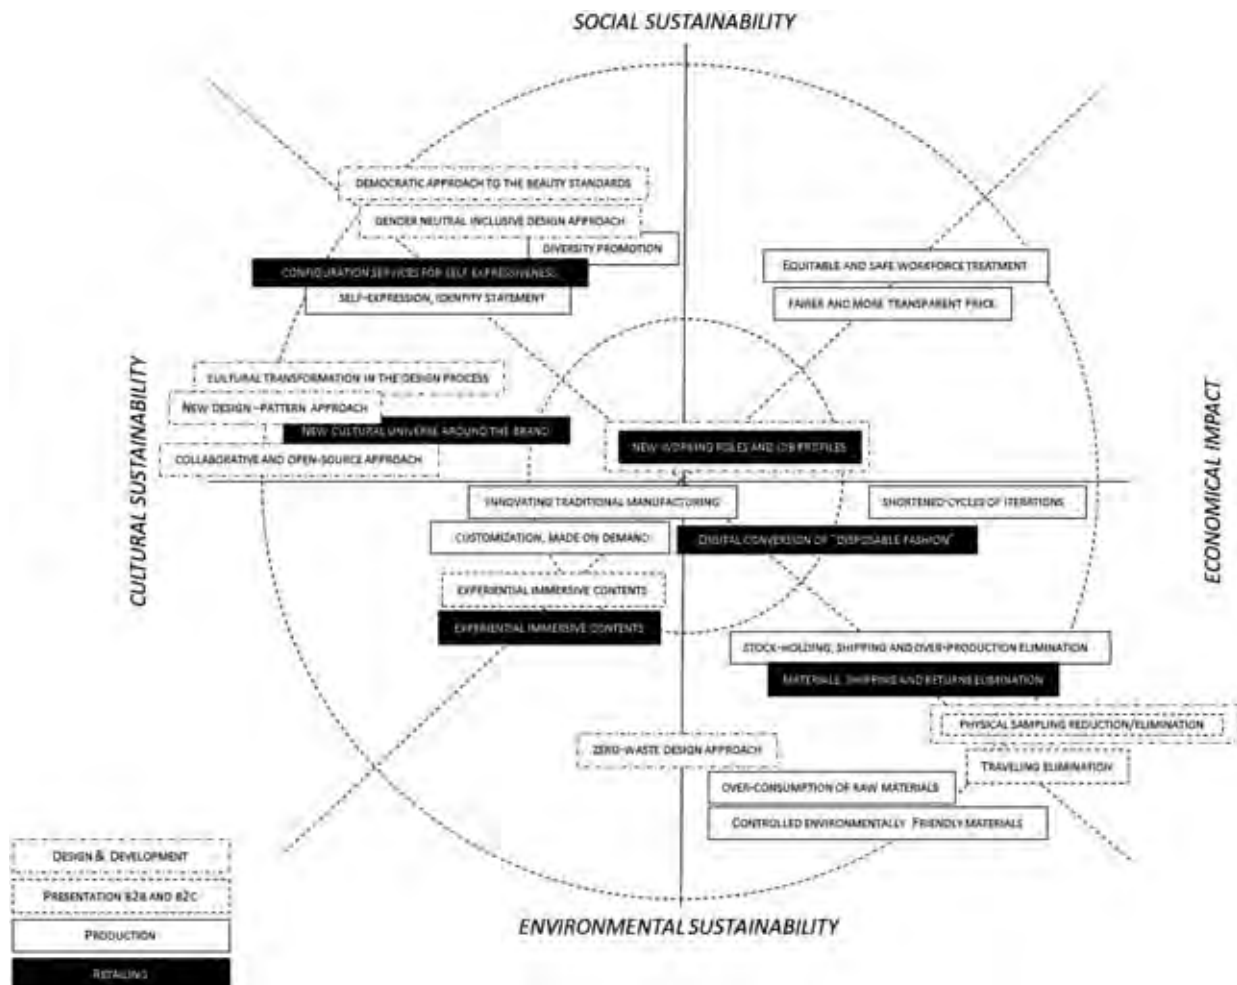 SOCIAL SUSTAINABILITY
DEMOCRATIC APPROACH TO THE BEAUTY STANDARDS
GENDER NEUTRAL INCLUSIVE DESIGN APPROACH
DIVERSITY PROMOTION
CONFIGURATION SERVICES FOR SELF EXPRESSIVENESS
SELF-EXPRESSION, IDENTITY STATEMENT
EQUITABLE AND SAFE WORKFORCE TREATMENT
FAIRER AND MORE TRANSPARENT PRICE
CULTURAL SUSTAINABILITY
CULTURAL TRANSFORMATION IN THE DESIGN PROCESS
NEW DESIGN –PATTERN APPROACH
NEW CULTURAL UNIVERSE AROUND THE BRAND
COLLABORATIVE AND OPEN-SOURCE APPROACH
NEW WORKING ROLES AND JOB PROFILES
ECONOMICAL IMPACT
INNOVATING TRADITIONAL MANUFACTURING
SHORTENED-CYCLES OF ITERATIONS
CUSTOMIZATION, MADE ON DEMAND
DIGITAL CONVERSION OF "DISPOSABLE FASHION"
EXPERIENTIAL IMMERSIVE CONTENTS
EXPERIENTIAL IMMERSIVE CONTENTS
STOCK-HOLDING, SHIPPING AND OVER-PRODUCTION ELIMINATION
MATERIALS, SHIPPING AND RETURNS ELIMINATION
PHYSICAL SAMPLING REDUCTION/ELIMINATION
ZERO-WASTE DESIGN APPROACH
TRAVELING ELIMINATION
OVER-CONSUMPTION OF RAW MATERIALS
CONTROLLED ENVIRONMENTALLY FRIENDLY MATERIALS
ENVIRONMENTAL SUSTAINABILITY
DESIGN & DEVELOPMENT
PRESENTATION B2B AND B2C
PRODUCTION
RETAILING